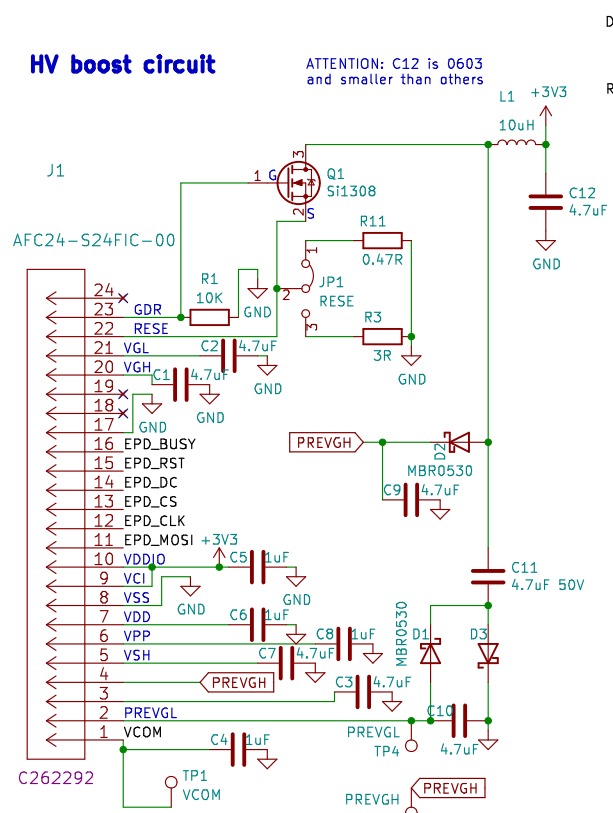 D
HV boost circuit
ATTENTION: C12 is 0603
and smaller than others
L1
+3V3
R
10uH
J1
3
1
G
Q1
Si1308
2
S
C12
4.7uF
AFC24-S24FIC-00
R11
GND
0.47R
1
R1
10K
GND
JP1
RESE
2
3
R3
3R
GND
24
23
GDR
22
RESE
21
VGL
C2
4.7uF
GND
20
VGH
C1
4.7uF
GND
19
18
GND
17
16
EPD_BUSY
15
EPD_RST
14
EPD_DC
13
EPD_CS
12
EPD_CLK
11
EPD_MOSI
PREVGH
D2
MBR0530
C9
4.7uF
10
VDDIO
+3V3
C5
1uF
GND
9
VCI
GND
8
VSS
7
VDD
C6
1uF
6
VPP
C8
1uF
5
VSH
C7
4.7uF
4
PREVGH
3
C3
4.7uF
2
PREVGL
1
VCOM
C4
1uF
C11
4.7uF 50V
MBR0530
D1
D3
C10
4.7uF
PREVGL
TP4
C262292
TP1
VCOM
PREVGH
PREVGH